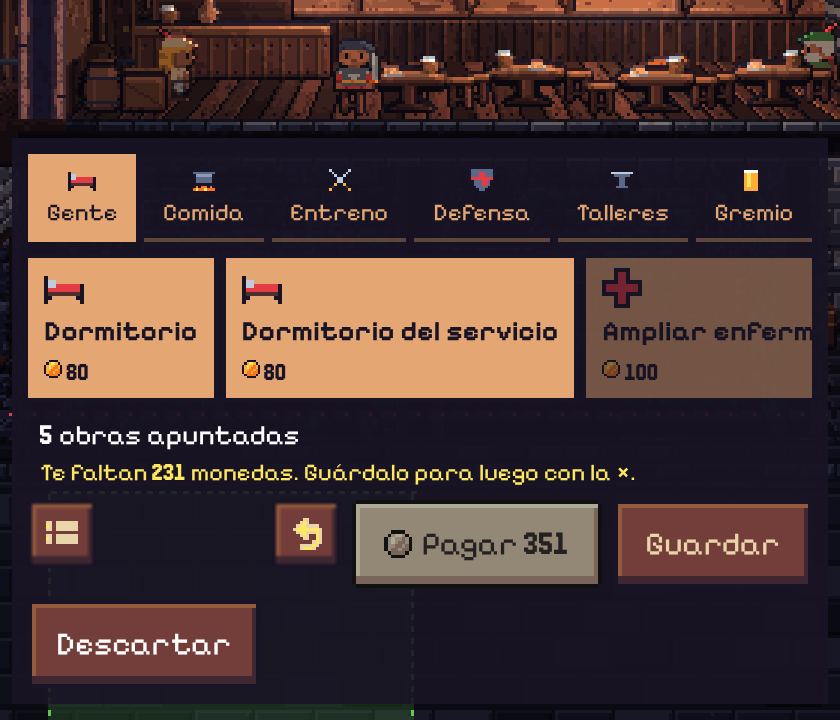 Gente Comida Entreno Defensa Talleres Gremio
Dormitorio Dormitorio del servicio Ampliar enferm
80 80 100
5 obras apuntadas
Te faltan 231 monedas. Guárdalo para luego con la ×.
Pagar 351 Guardar
Descartar